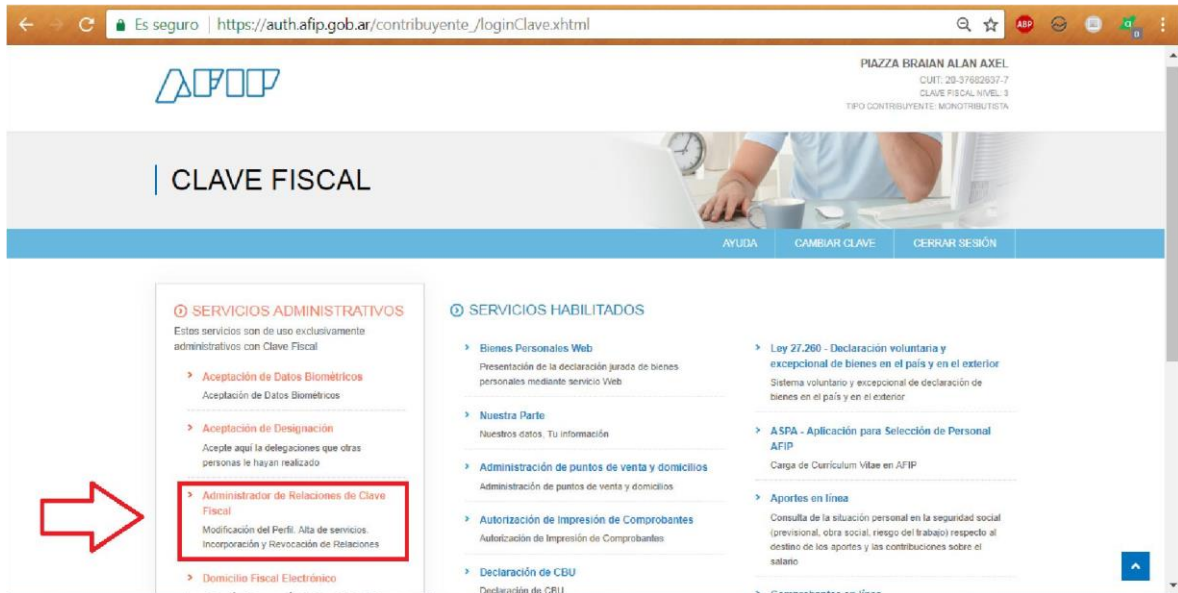 Es seguro | https://auth.afip.gob.ar/contribuyente_/loginClave.xhtml
ABP
0
AFIP
PIAZZA BRAIAN ALAN AXEL
CUIT: 20-37682637-7
CLAVE FISCAL NIVEL: 3
TIPO CONTRIBUYENTE: MONOTRIBUTISTA
CLAVE FISCAL
AYUDA
CAMBIAR CLAVE
CERRAR SESIÓN
SERVICIOS ADMINISTRATIVOS
Estos servicios son de uso exclusivamente
administrativos con Clave Fiscal
Aceptación de Datos Biométricos
Aceptación de Datos Biométricos
Aceptación de Designación
Acepte aquí la delegaciones que otras
personas le hayan realizado
Administrador de Relaciones de Clave
Fiscal
Modificación del Perfil. Alta de servicios.
Incorporación y Revocación de Relaciones
Domicilio Fiscal Electrónico
SERVICIOS HABILITADOS
Bienes Personales Web
Presentación de la declaración jurada de bienes
personales mediante servicio Web
Nuestra Parte
Nuestros datos, Tu información
Administración de puntos de venta y domicilios
Administración de puntos de venta y domicilios
Autorización de Impresión de Comprobantes
Autorización de Impresión de Comprobantes
Declaración de CBU
Declaración de CBU
Ley 27.260 - Declaración voluntaria y
excepcional de bienes en el país y en el exterior
Sistema voluntario y excepcional de declaración de
bienes en el país y en el exterior
ASPA - Aplicación para Selección de Personal
AFIP
Carga de Currículum Vitae en AFIP
Aportes en línea
Consulta de la situación personal en la seguridad social
(previsional, obra social, riesgo del trabajo) respecto al
destino de los aportes y las contribuciones sobre el
salario
Comprobantes en línea